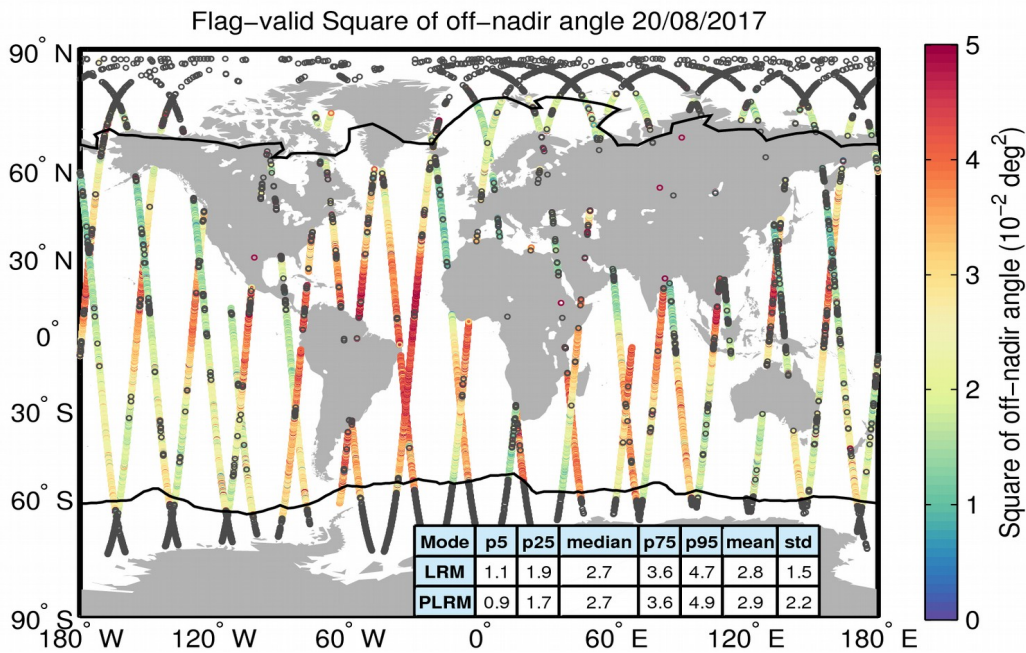 Flag−valid Square of off−nadir angle 20/08/2017
90° N
60° N
30° N
0°
30° S
60° S
90° S
180° W
120° W
60° W
0°
60° E
120° E
180° E
Mode p5 p25 median p75 p95 mean std
LRM 1.1 1.9 2.7 3.6 4.7 2.8 1.5
PLRM 0.9 1.7 2.7 3.6 4.9 2.9 2.2
5
4
3
2
1
0
Square of off−nadir angle (10⁻² deg²)